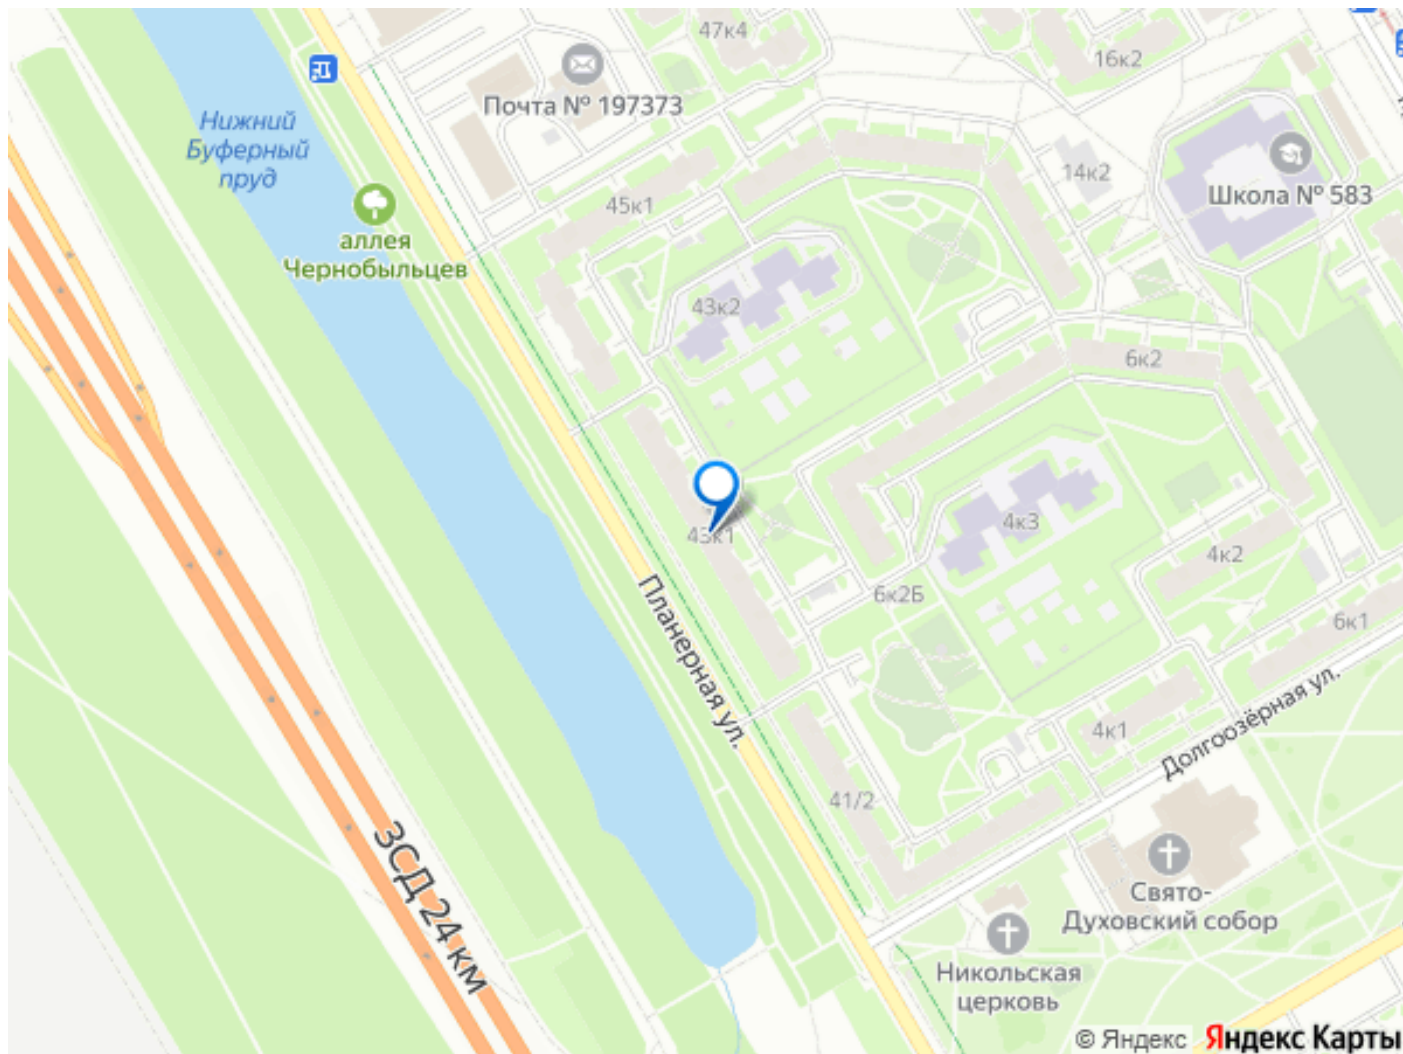 47к4
16к2
Почта № 197373
Нижний
Буферный
пруд
14к2
Школа № 583
45к1
аллея
Чернобыльцев
43к2
6к2
43к1
4к3
4к2
6к2Б
6к1
Планерная ул.
4к1
Долгоозёрная ул.
41/2
ЗСД 24 км
Свято-
Духовский собор
Никольская
церковь
© Яндекс Яндекс Карты